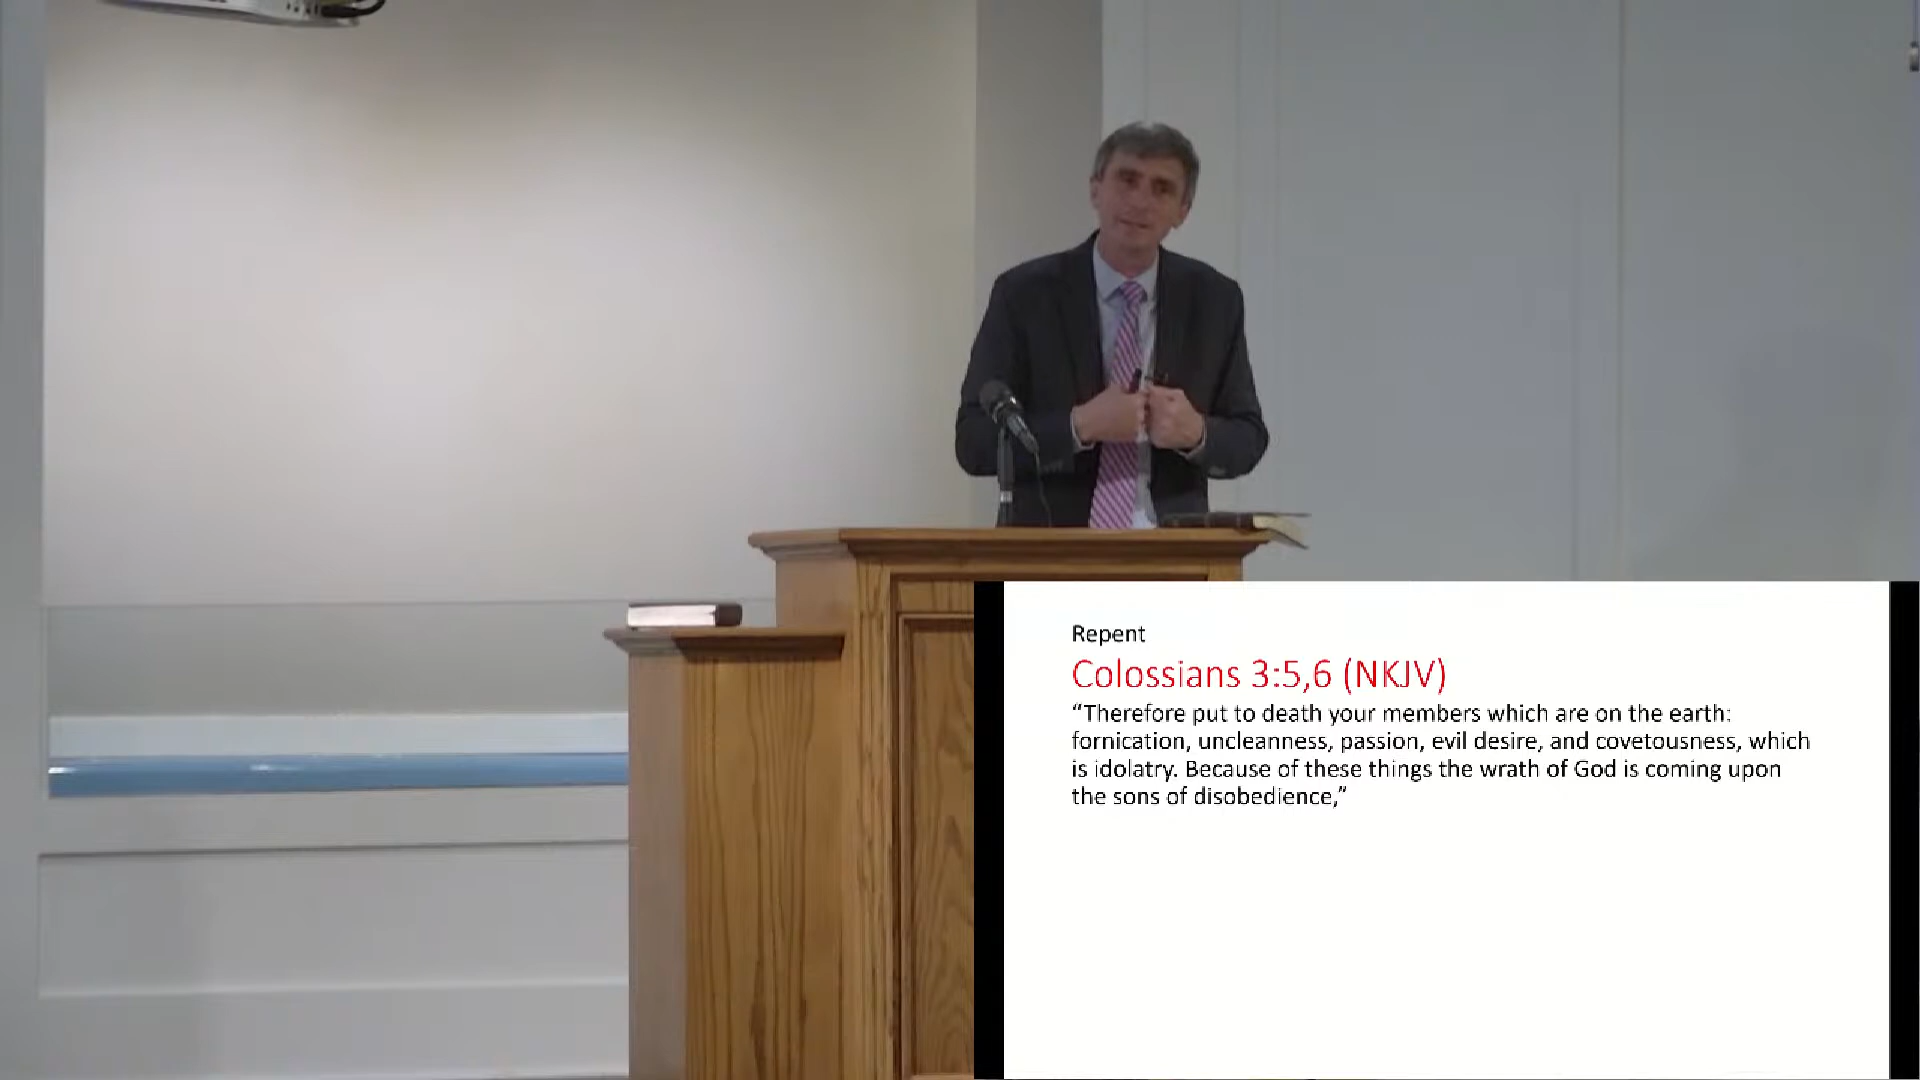 Repent
Colossians 3:5,6 (NKJV)
“Therefore put to death your members which are on the earth:
fornication, uncleanness, passion, evil desire, and covetousness, which
is idolatry. Because of these things the wrath of God is coming upon
the sons of disobedience,”